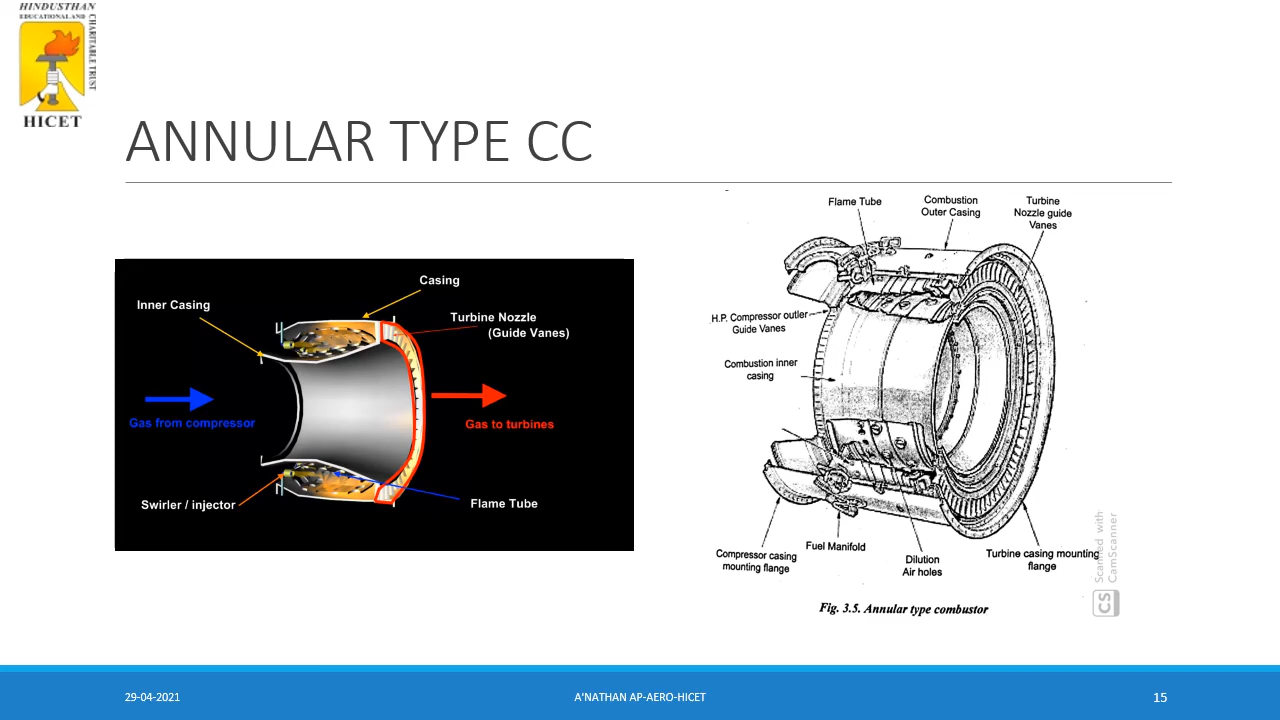 HINDUSTHAN
EDUCATIONAL AND
CHARITABLE TRUST
HICET
ANNULAR TYPE CC
Casing
Inner Casing
Turbine Nozzle
(Guide Vanes)
Gas from compressor
Gas to turbines
Swirler / injector
Flame Tube
Flame Tube
Combustion
Outer Casing
Turbine
Nozzle guide
Vanes
H.P. Compressor outler
Guide Vanes
Combustion inner
casing
Compressor casing
mounting flange
Fuel Manifold
Dilution
Air holes
Turbine casing mounting
flange
Fig. 3.5. Annular type combustor
CS
Scanned with
CamScanner
29-04-2021
A'NATHAN AP-AERO-HICET
15